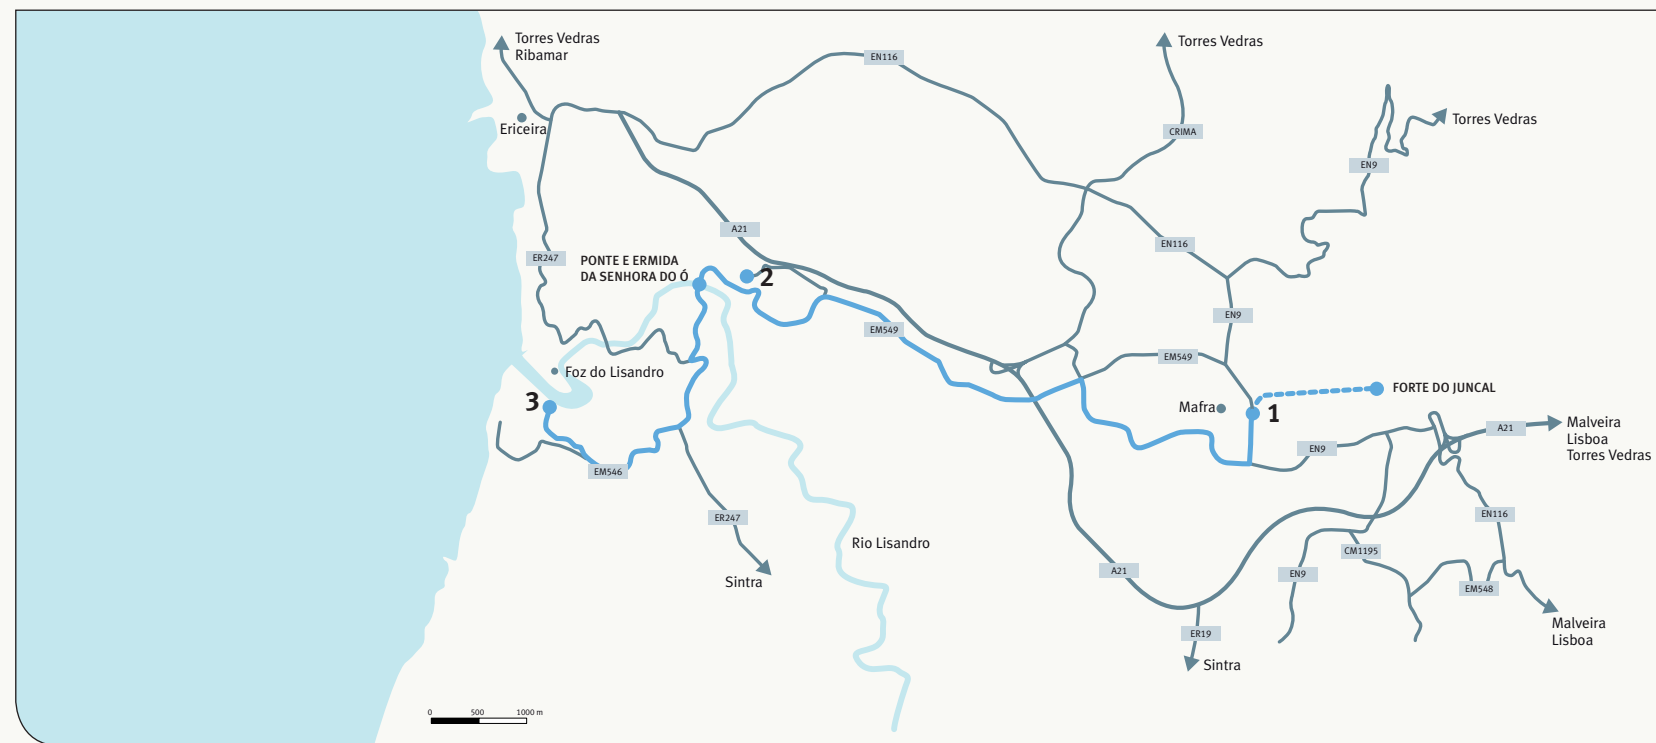 Torres Vedras
Ribamar
Ericeira
EN116
Torres Vedras
CRIMA
EN9
Torres Vedras
A21
EN116
ER247
PONTE E ERMIDA
DA SENHORA DO Ó
2
EN9
EM549
EM549
Foz do Lisandro
3
Mafra
1
FORTE DO JUNCAL
EN9
A21
Malveira
Lisboa
Torres Vedras
EM546
ER247
Sintra
Rio Lisandro
EN116
CM1195
A21
EN9
EM548
Malveira
Lisboa
ER19
Sintra
0 500 1000 m